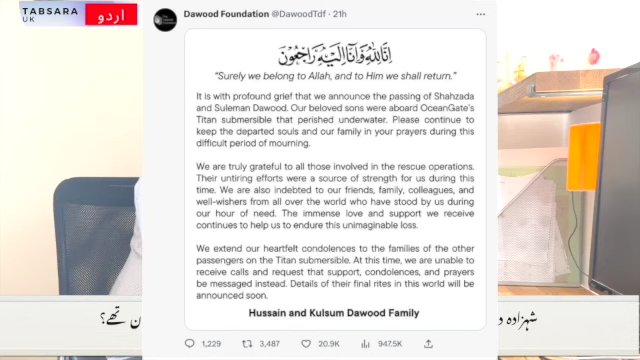 TABSARA
UK
اردو
Dawood Foundation @DawoodTdf · 21h
إِنَّا لِلَّٰهِ وَإِنَّا إِلَيْهِ رَاجِعُونَ
“Surely we belong to Allah, and to Him we shall return.”
It is with profound grief that we announce the passing of Shahzada
and Suleman Dawood. Our beloved sons were aboard OceanGate's
Titan submersible that perished underwater. Please continue to
keep the departed souls and our family in your prayers during this
difficult period of mourning.
We are truly grateful to all those involved in the rescue operations.
Their untiring efforts were a source of strength for us during this
time. We are also indebted to our friends, family, colleagues, and
well-wishers from all over the world who have stood by us during
our hour of need. The immense love and support we receive
continues to help us to endure this unimaginable loss.
We extend our heartfelt condolences to the families of the other
passengers on the Titan submersible. At this time, we are unable to
receive calls and request that support, condolences, and prayers
be messaged instead. Details of their final rites in this world will be
announced soon.
Hussain and Kulsum Dawood Family
شہزادہ د
ن تھے؟
1,229 3,487 20.9K 947.5K